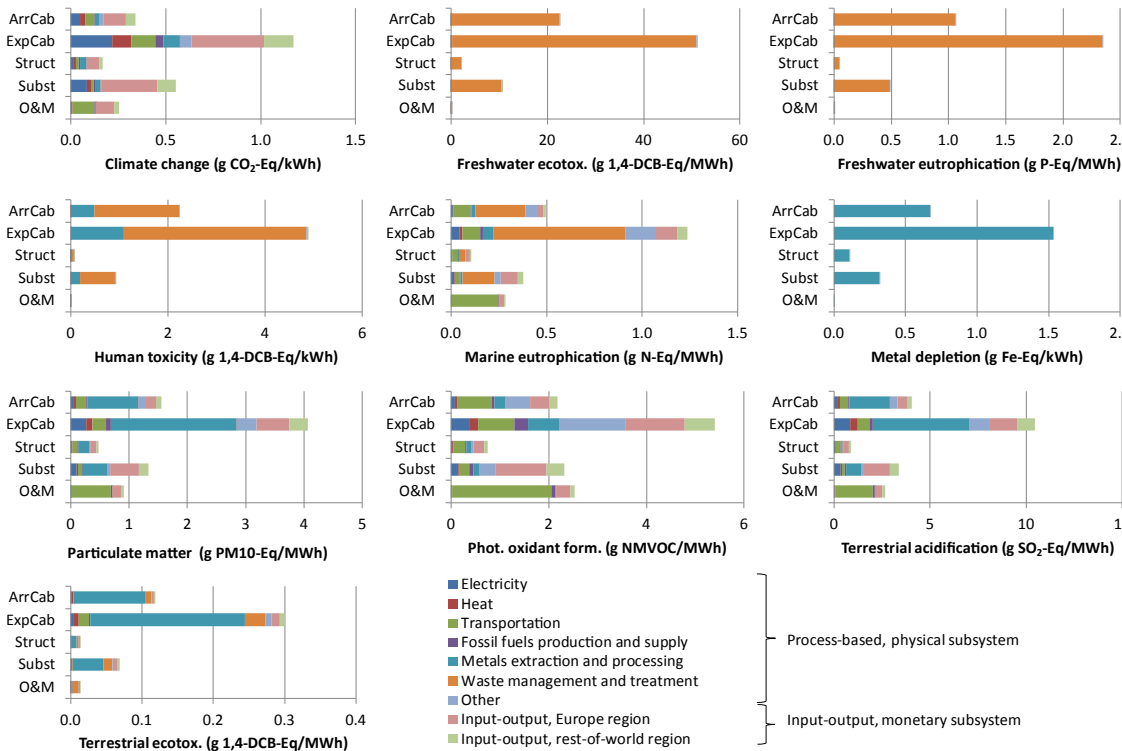 ArrCab
ExpCab
Struct
Subst
O&M
0.0 0.5 1.0 1.5
Climate change (g CO₂-Eq/kWh)
ArrCab
ExpCab
Struct
Subst
O&M
0 20 40 60
Freshwater ecotox. (g 1,4-DCB-Eq/MWh)
ArrCab
ExpCab
Struct
Subst
O&M
0.0 0.5 1.0 1.5 2.0 2.
Freshwater eutrophication (g P-Eq/MWh)
ArrCab
ExpCab
Struct
Subst
O&M
0 2 4 6
Human toxicity (g 1,4-DCB-Eq/kWh)
ArrCab
ExpCab
Struct
Subst
O&M
0.0 0.5 1.0 1.5
Marine eutrophication (g N-Eq/MWh)
ArrCab
ExpCab
Struct
Subst
O&M
0.0 0.5 1.0 1.5 2.
Metal depletion (g Fe-Eq/kWh)
ArrCab
ExpCab
Struct
Subst
O&M
0 1 2 3 4 5
Particulate matter (g PM10-Eq/MWh)
ArrCab
ExpCab
Struct
Subst
O&M
0 2 4 6
Phot. oxidant form. (g NMVOC/MWh)
ArrCab
ExpCab
Struct
Subst
O&M
0 5 10 15
Terrestrial acidification (g SO₂-Eq/MWh)
ArrCab
ExpCab
Struct
Subst
O&M
0.0 0.1 0.2 0.3 0.4
Terrestrial ecotox. (g 1,4-DCB-Eq/MWh)
Electricity
Heat
Transportation
Fossil fuels production and supply
Metals extraction and processing
Waste management and treatment
Other
Input-output, Europe region
Input-output, rest-of-world region
Process-based, physical subsystem
Input-output, monetary subsystem